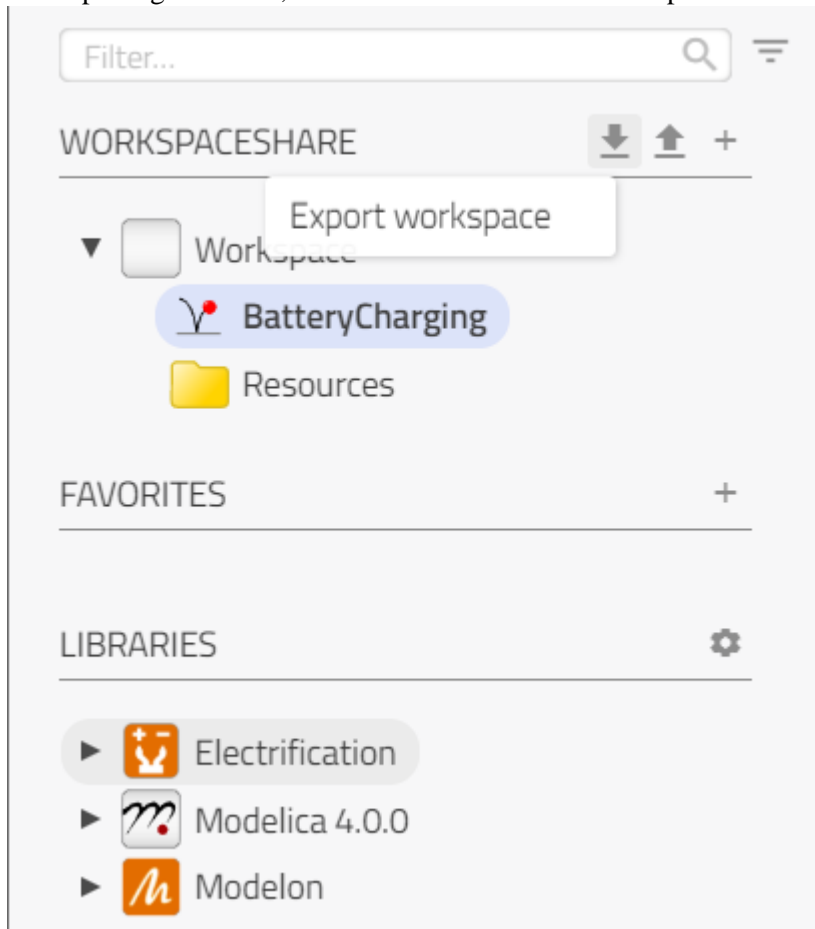 Filter...
WORKSPACESHARE
Export workspace
Workspace
BatteryCharging
Resources
FAVORITES
LIBRARIES
Electrification
Modelica 4.0.0
Modelon